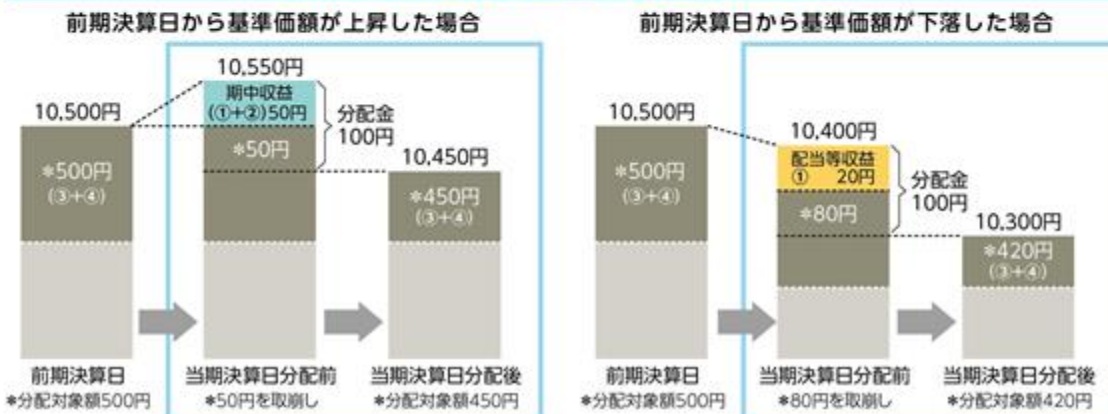 前期決算日から基準価額が上昇した場合
10,550円
期中収益
(①+②)50円
10,500円
分配金
100円
*500円
(③+④)
*50円
10,450円
*450円
(③+④)
前期決算日
*分配対象額500円
当期決算日分配前
*50円を取崩し
当期決算日分配後
*分配対象額450円
前期決算日から基準価額が下落した場合
10,500円
*500円
(③+④)
10,400円
配当等収益
① 20円
分配金
100円
*80円
10,300円
*420円
(③+④)
前期決算日
*分配対象額500円
当期決算日分配前
*80円を取崩し
当期決算日分配後
*分配対象額420円